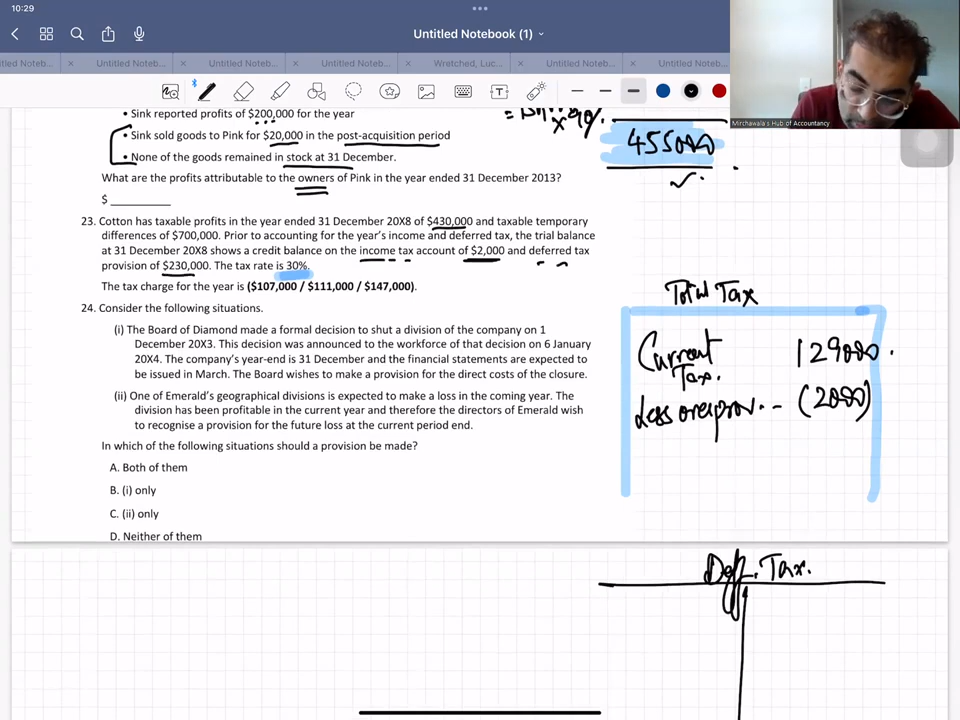 10:29
Untitled Notebook (1)
tled Noteb...
Untitled Noteb...
Untitled Noteb...
Untitled Noteb...
Wretched, Luc...
Untitled Noteb...
Untitled Noteb...
Mirchawala's Hub of Accountancy
• Sink reported profits of $200,000 for the year
• Sink sold goods to Pink for $20,000 in the post-acquisition period
• None of the goods remained in stock at 31 December.
What are the profits attributable to the owners of Pink in the year ended 31 December 2013?
$ __________
455000
23. Cotton has taxable profits in the year ended 31 December 20X8 of $430,000 and taxable temporary
differences of $700,000. Prior to accounting for the year's income and deferred tax, the trial balance
at 31 December 20X8 shows a credit balance on the income tax account of $2,000 and deferred tax
provision of $230,000. The tax rate is 30%.
The tax charge for the year is ($107,000 / $111,000 / $147,000).
24. Consider the following situations.
(i) The Board of Diamond made a formal decision to shut a division of the company on 1
December 20X3. This decision was announced to the workforce of that decision on 6 January
20X4. The company's year-end is 31 December and the financial statements are expected to
be issued in March. The Board wishes to make a provision for the direct costs of the closure.
(ii) One of Emerald's geographical divisions is expected to make a loss in the coming year. The
division has been profitable in the current year and therefore the directors of Emerald wish
to recognise a provision for the future loss at the current period end.
In which of the following situations should a provision be made?
A. Both of them
B. (i) only
C. (ii) only
D. Neither of them
Total Tax
Current Tax. 129000.
Less overprov. (2000)
Deff. Tax.